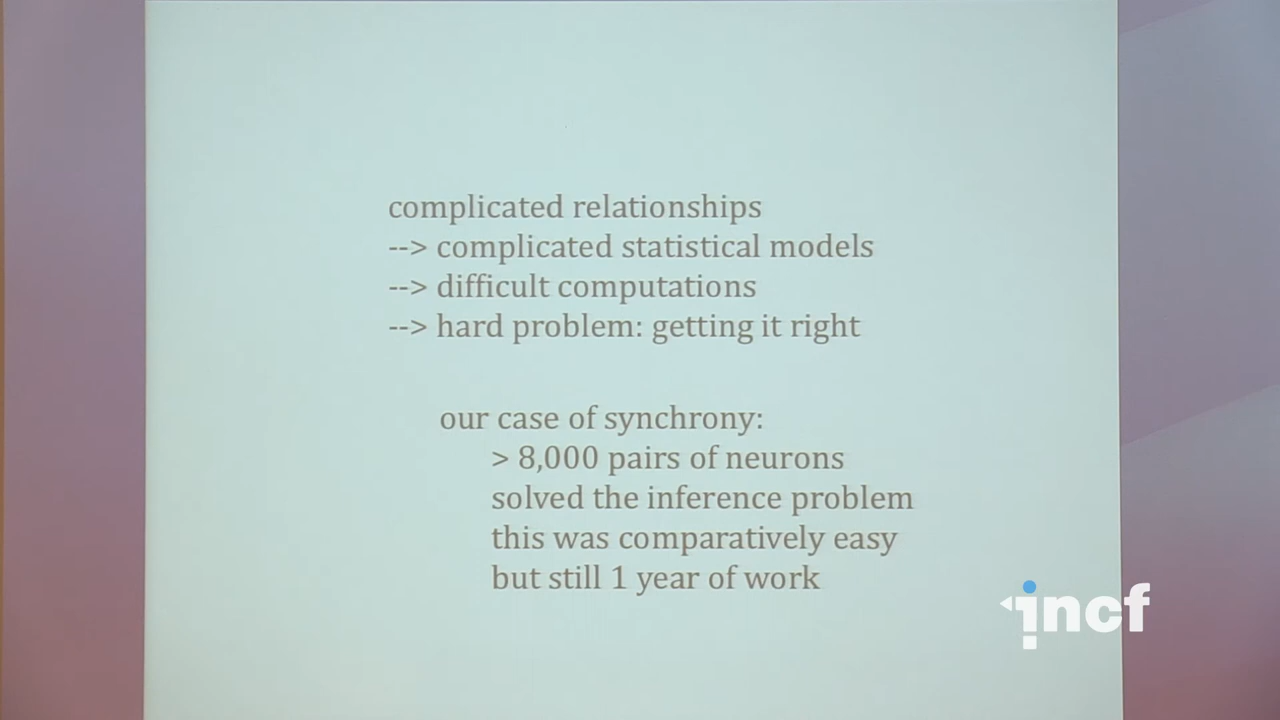 complicated relationships
--> complicated statistical models
--> difficult computations
--> hard problem: getting it right
our case of synchrony:
> 8,000 pairs of neurons
solved the inference problem
this was comparatively easy
but still 1 year of work
incf